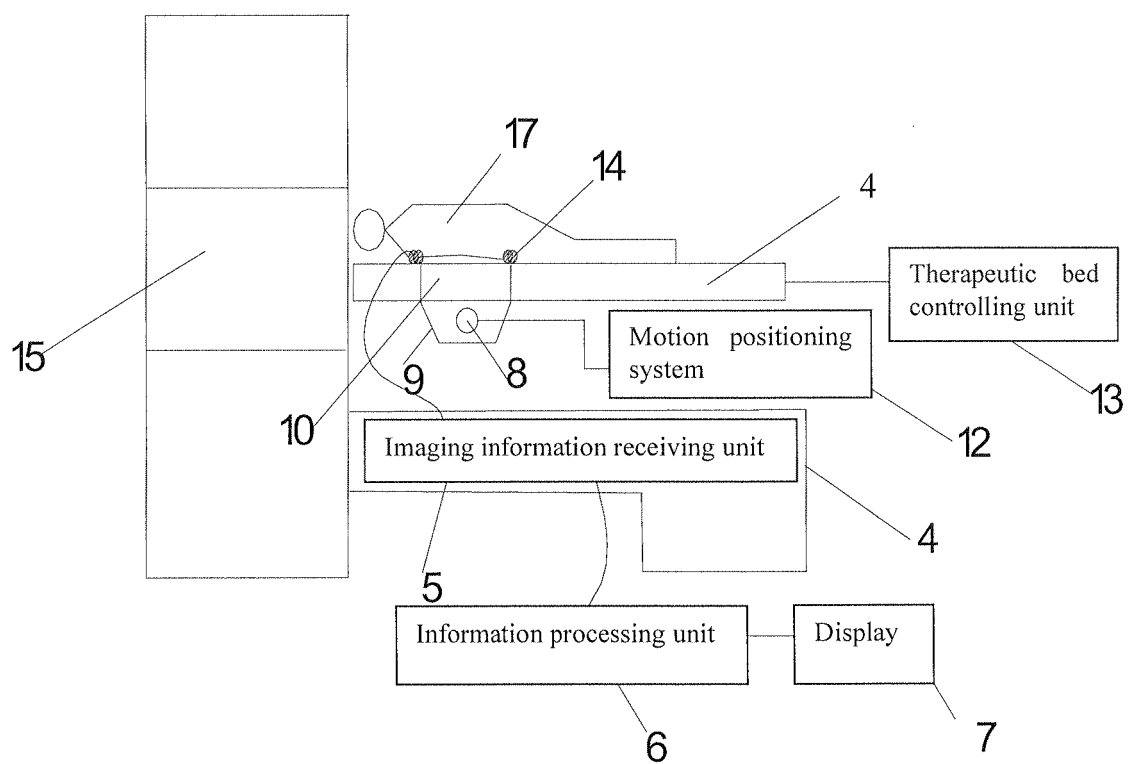 17
14
4
Therapeutic bed
controlling unit
15
10
9
8
Motion positioning
system
13
12
Imaging information receiving unit
4
5
Information processing unit
Display
6
7